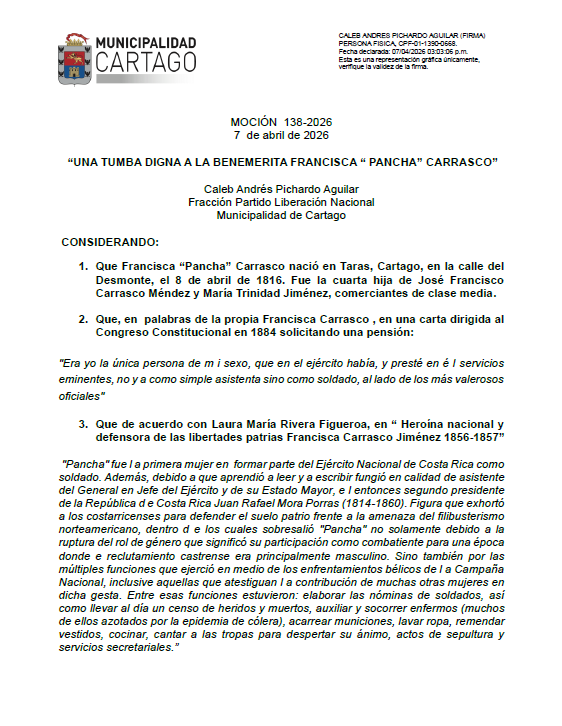 MUNICIPALIDAD
CARTAGO
CALEB ANDRES PICHARDO AGUILAR (FIRMA)
PERSONA FISICA, CPF-01-1390-0668.
Fecha declarada: 07/04/2026 03:03:06 p.m.
Esta es una representación gráfica únicamente,
verifique la validez de la firma.
MOCIÓN 138-2026
7 de abril de 2026
“UNA TUMBA DIGNA A LA BENEMERITA FRANCISCA “ PANCHA” CARRASCO”
Caleb Andrés Pichardo Aguilar
Fracción Partido Liberación Nacional
Municipalidad de Cartago
CONSIDERANDO:
1. Que Francisca “Pancha” Carrasco nació en Taras, Cartago, en la calle del
Desmonte, el 8 de abril de 1816. Fue la cuarta hija de José Francisco
Carrasco Méndez y María Trinidad Jiménez, comerciantes de clase media.
2. Que, en palabras de la propia Francisca Carrasco , en una carta dirigida al
Congreso Constitucional en 1884 solicitando una pensión:
"Era yo la única persona de m i sexo, que en el ejército había, y presté en é l servicios
eminentes, no y a como simple asistenta sino como soldado, al lado de los más valerosos
oficiales"
3. Que de acuerdo con Laura María Rivera Figueroa, en “ Heroína nacional y
defensora de las libertades patrias Francisca Carrasco Jiménez 1856-1857”
"Pancha" fue l a primera mujer en formar parte del Ejército Nacional de Costa Rica como
soldado. Además, debido a que aprendió a leer y a escribir fungió en calidad de asistente
del General en Jefe del Ejército y de su Estado Mayor, e l entonces segundo presidente
de la República d e Costa Rica Juan Rafael Mora Porras (1814-1860). Figura que exhortó
a los costarricenses para defender el suelo patrio frente a la amenaza del filibusterismo
norteamericano, dentro d e los cuales sobresalió "Pancha" no solamente debido a la
ruptura del rol de género que significó su participación como combatiente para una época
donde e reclutamiento castrense era principalmente masculino. Sino también por las
múltiples funciones que ejerció en medio de los enfrentamientos bélicos de l a Campaña
Nacional, inclusive aquellas que atestiguan l a contribución de muchas otras mujeres en
dicha gesta. Entre esas funciones estuvieron: elaborar las nóminas de soldados, así
como llevar al día un censo de heridos y muertos, auxiliar y socorrer enfermos (muchos
de ellos azotados por la epidemia de cólera), acarrear municiones, lavar ropa, remendar
vestidos, cocinar, cantar a las tropas para despertar su ánimo, actos de sepultura y
servicios secretariales.”